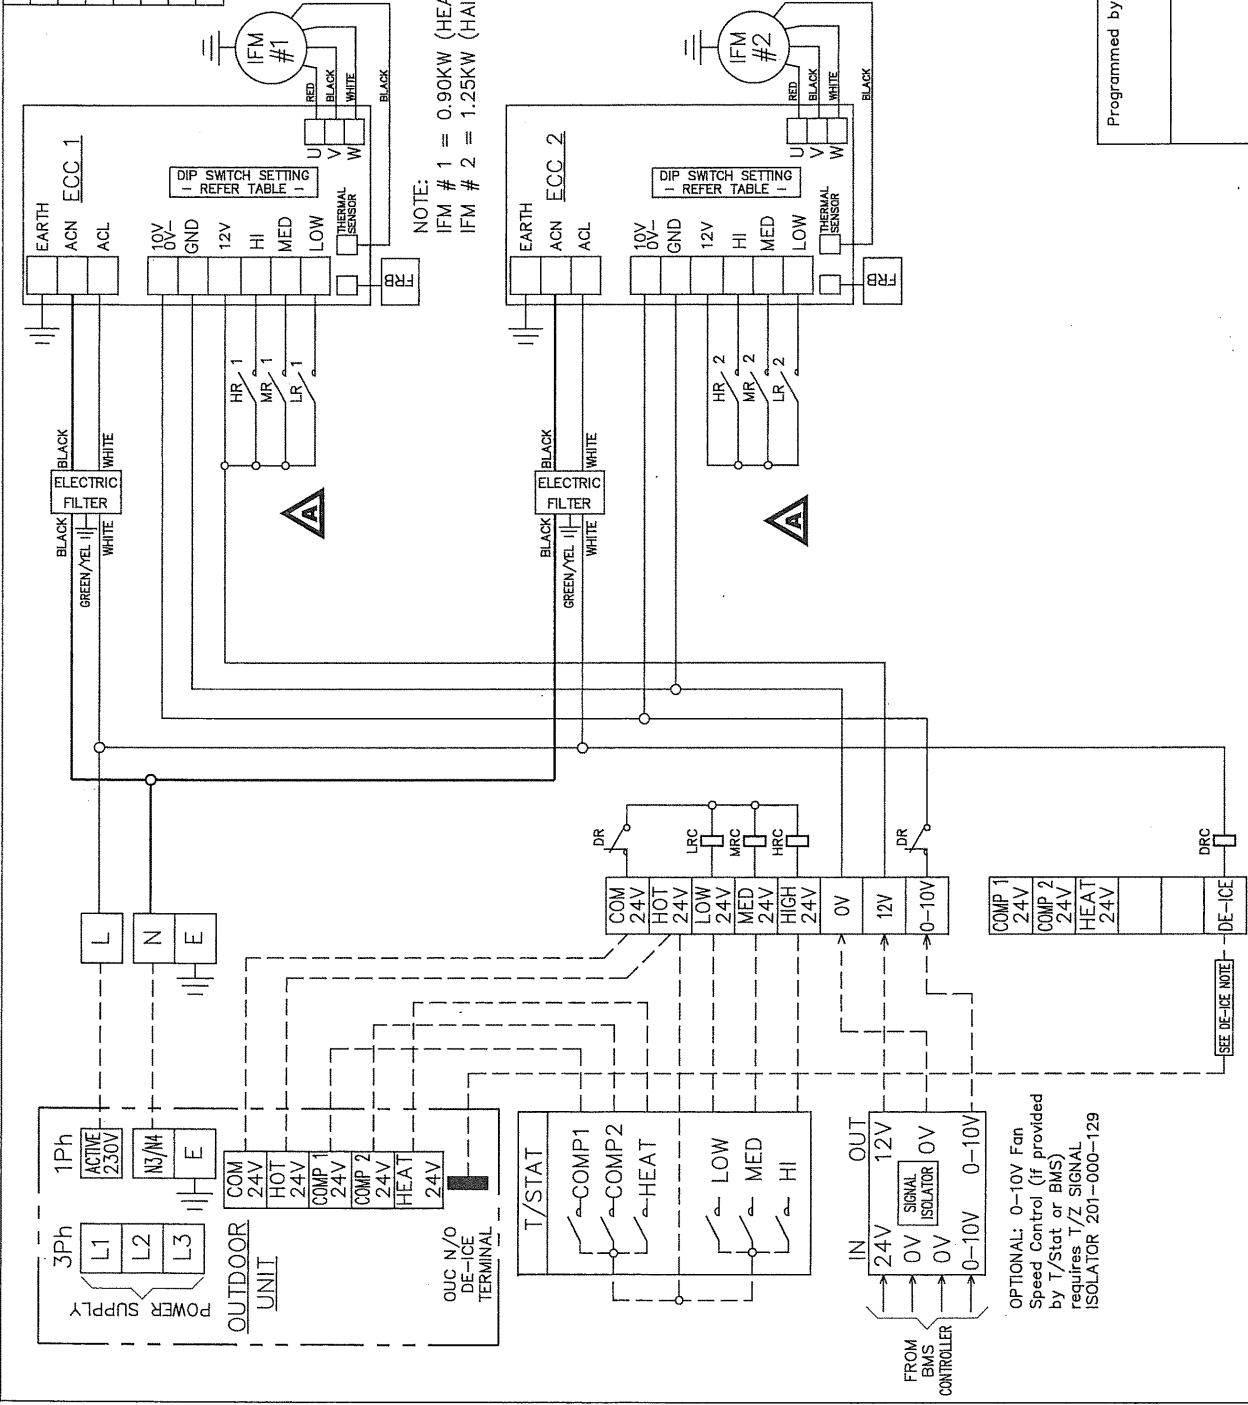 IFM
#1
RED
BLACK
WHITE
BLACK
U
V
W
ECC 1
EARTH
ACN
ACL
DIP SWITCH SETTING
– REFER TABLE –
10V
0V–
GND
12V
HI
MED
LOW
THERMAL
SENSOR
FRB
HR 1
MR 1
LR 1
BLACK
WHITE
ELECTRIC
FILTER
BLACK
GREEN/YEL
WHITE
A
NOTE:
IFM # 1 = 0.90KW
IFM # 2 = 1.25KW
IFM
#2
RED
BLACK
WHITE
BLACK
U
V
W
ECC 2
EARTH
ACN
ACL
DIP SWITCH SETTING
– REFER TABLE –
10V
0V–
GND
12V
HI
MED
LOW
THERMAL
SENSOR
FRB
HR 2
MR 2
LR 2
BLACK
WHITE
ELECTRIC
FILTER
BLACK
GREEN/YEL
WHITE
A
Programmed by
L
N
E
DR
LRC
MRC
HRC
DR
DRC
COM
24V
HOT
24V
LOW
24V
MED
24V
HIGH
24V
0V
12V
0–10V
COMP 1
24V
COMP 2
24V
HEAT
24V
DE-ICE
SEE DE-ICE NOTE
3Ph
1Ph
L1
L2
L3
POWER SUPPLY
ACTIVE
230V
N3/N4
E
OUTDOOR
UNIT
COM
24V
HOT
24V
COMP 1
24V
COMP 2
24V
HEAT
24V
OUC N/O
DE-ICE
TERMINAL
T/STAT
COMP1
COMP2
HEAT
LOW
MED
HI
IN
OUT
24V
12V
0V
0V
0V
SIGNAL
ISOLATOR
0–10V
0–10V
FROM
BMS
CONTROLLER
OPTIONAL: 0–10V Fan
Speed Control (if provided
by T/Stat or BMS)
requires T/Z SIGNAL
ISOLATOR 201-000-129